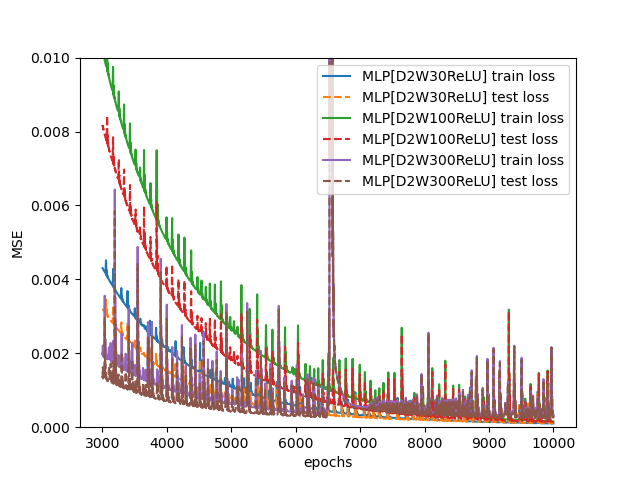 0.010
0.008
0.006
0.004
0.002
0.000
MSE
MLP[D2W30ReLU] train loss
MLP[D2W30ReLU] test loss
MLP[D2W100ReLU] train loss
MLP[D2W100ReLU] test loss
MLP[D2W300ReLU] train loss
MLP[D2W300ReLU] test loss
3000 4000 5000 6000 7000 8000 9000 10000
epochs